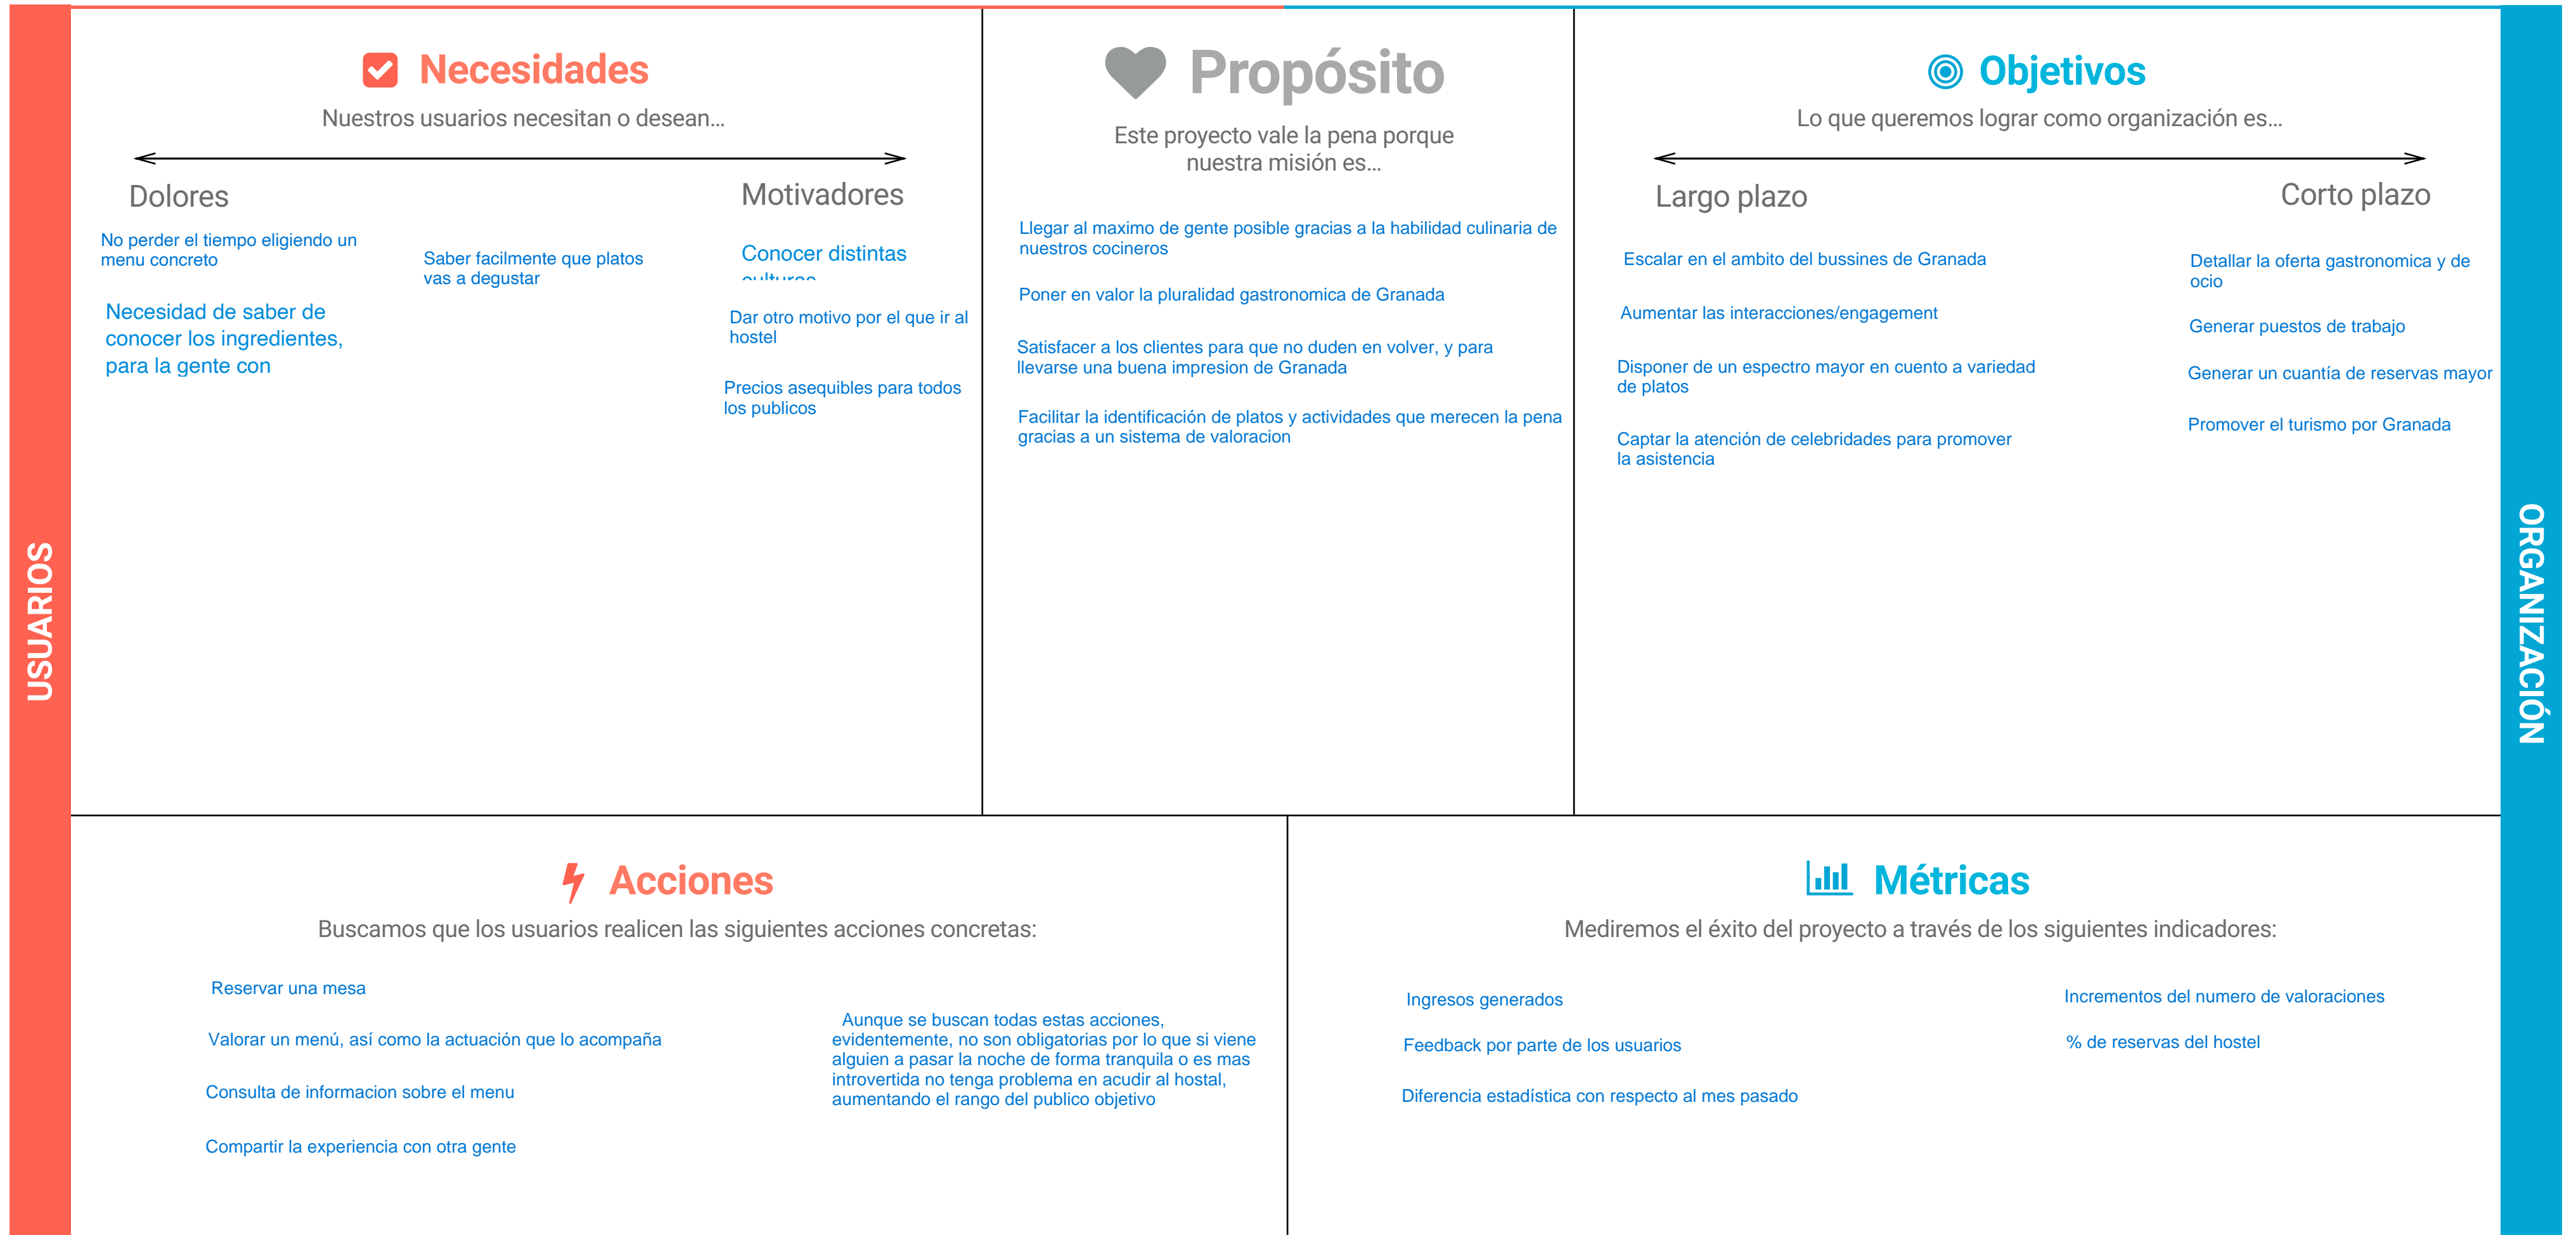 USUARIOS
Necesidades
Nuestros usuarios necesitan o desean...
Dolores
Motivadores
No perder el tiempo eligiendo un
menu concreto
Necesidad de saber de
conocer los ingredientes,
para la gente con
Saber facilmente que platos
vas a degustar
Conocer distintas
culturas
Dar otro motivo por el que ir al
hostel
Precios asequibles para todos
los publicos
Propósito
Este proyecto vale la pena porque
nuestra misión es...
Llegar al maximo de gente posible gracias a la habilidad culinaria de
nuestros cocineros
Poner en valor la pluralidad gastronomica de Granada
Satisfacer a los clientes para que no duden en volver, y para
llevarse una buena impresion de Granada
Facilitar la identificación de platos y actividades que merecen la pena
gracias a un sistema de valoracion
Objetivos
Lo que queremos lograr como organización es...
Largo plazo
Corto plazo
Escalar en el ambito del bussines de Granada
Aumentar las interacciones/engagement
Disponer de un espectro mayor en cuento a variedad
de platos
Captar la atención de celebridades para promover
la asistencia
Detallar la oferta gastronomica y de
ocio
Generar puestos de trabajo
Generar un cuantía de reservas mayor
Promover el turismo por Granada
ORGANIZACIÓN
Acciones
Buscamos que los usuarios realicen las siguientes acciones concretas:
Reservar una mesa
Valorar un menú, así como la actuación que lo acompaña
Consulta de informacion sobre el menu
Compartir la experiencia con otra gente
Aunque se buscan todas estas acciones,
evidentemente, no son obligatorias por lo que si viene
alguien a pasar la noche de forma tranquila o es mas
introvertida no tenga problema en acudir al hostal,
aumentando el rango del publico objetivo
Métricas
Mediremos el éxito del proyecto a través de los siguientes indicadores:
Ingresos generados
Feedback por parte de los usuarios
Diferencia estadística con respecto al mes pasado
Incrementos del numero de valoraciones
% de reservas del hostel